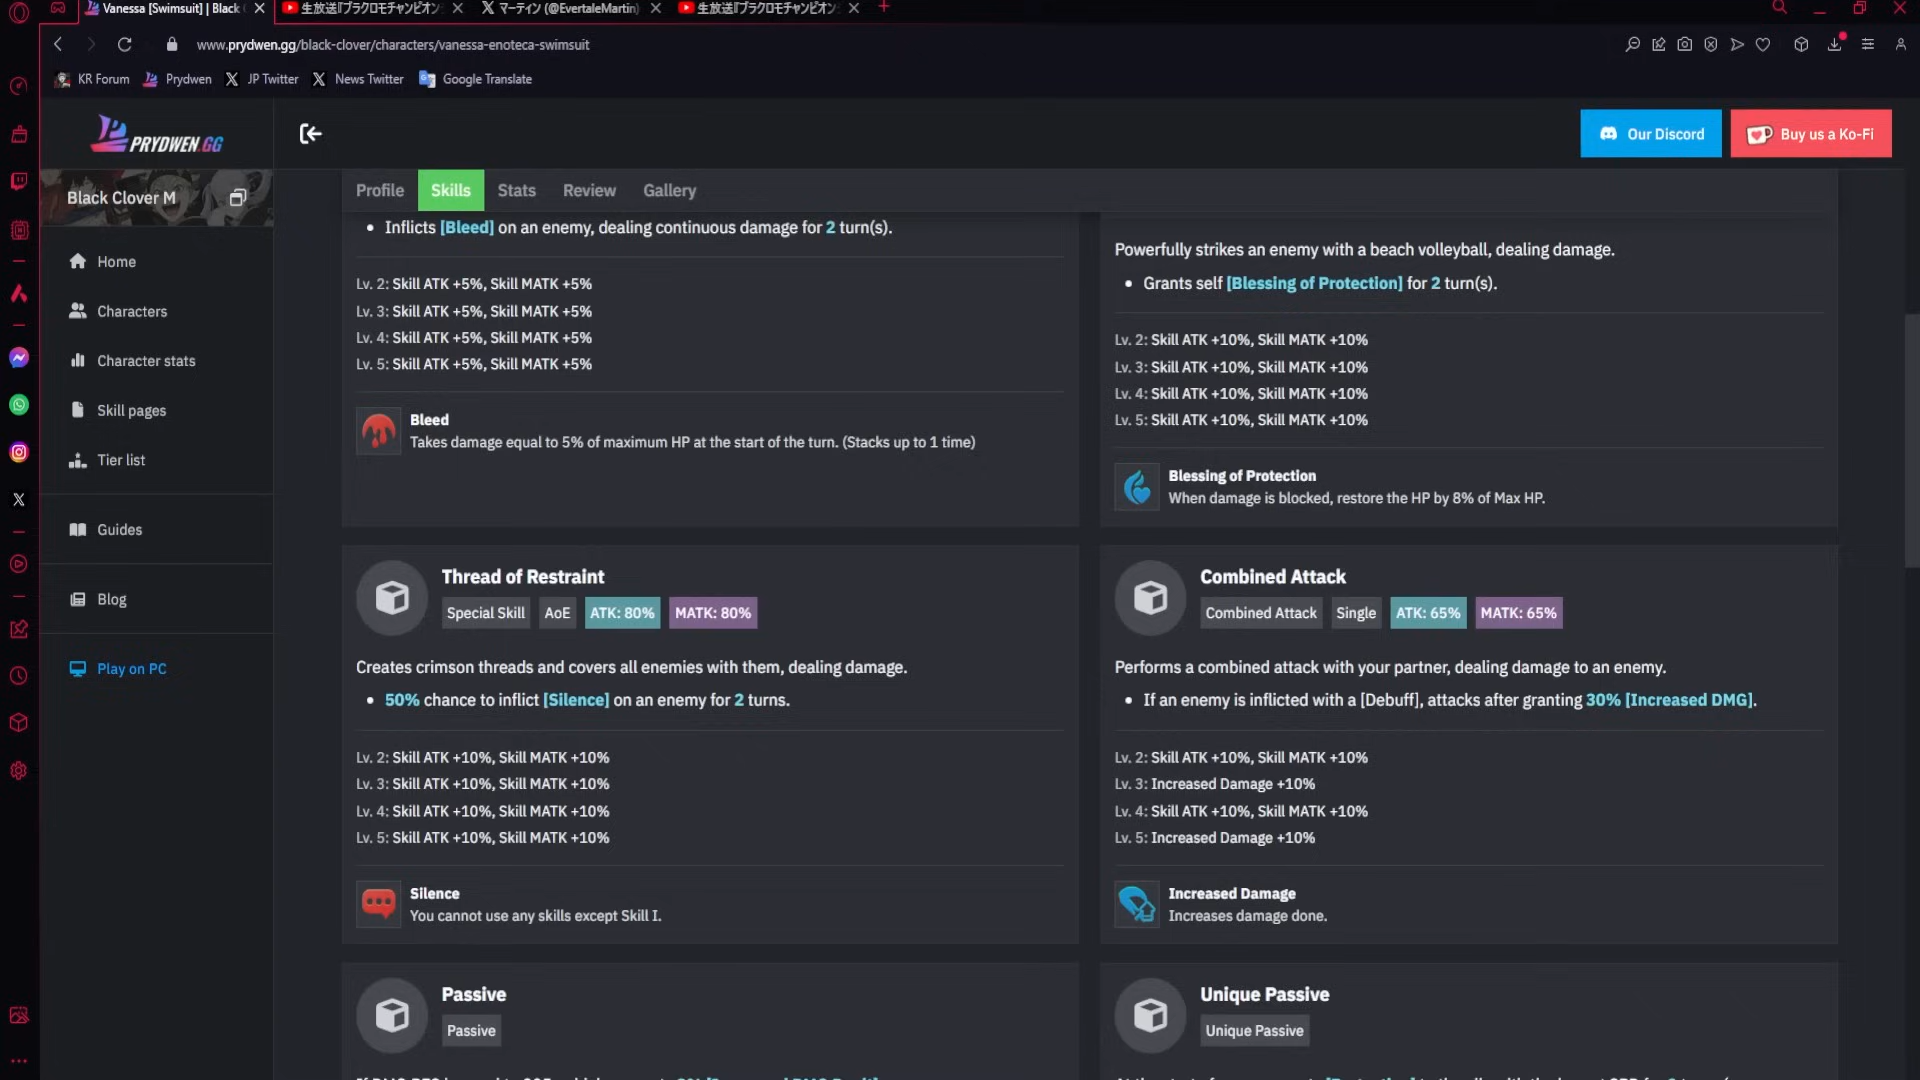 Vanessa [Swimsuit] | Black
生放送『ブラクロモチャンピオン
マーティン (@EvertaleMartin)
生放送『ブラクロモチャンピオン
www.prydwen.gg/black-clover/characters/vanessa-enoteca-swimsuit
KR Forum
Prydwen
JP Twitter
News Twitter
Google Translate
PRYDWEN.GG
Our Discord
Buy us a Ko-Fi
Black Clover M
Home
Characters
Character stats
Skill pages
Tier list
Guides
Blog
Play on PC
Profile
Skills
Stats
Review
Gallery
• Inflicts [Bleed] on an enemy, dealing continuous damage for 2 turn(s).
Lv. 2: Skill ATK +5%, Skill MATK +5%
Lv. 3: Skill ATK +5%, Skill MATK +5%
Lv. 4: Skill ATK +5%, Skill MATK +5%
Lv. 5: Skill ATK +5%, Skill MATK +5%
Bleed
Takes damage equal to 5% of maximum HP at the start of the turn. (Stacks up to 1 time)
Powerfully strikes an enemy with a beach volleyball, dealing damage.
• Grants self [Blessing of Protection] for 2 turn(s).
Lv. 2: Skill ATK +10%, Skill MATK +10%
Lv. 3: Skill ATK +10%, Skill MATK +10%
Lv. 4: Skill ATK +10%, Skill MATK +10%
Lv. 5: Skill ATK +10%, Skill MATK +10%
Blessing of Protection
When damage is blocked, restore the HP by 8% of Max HP.
Thread of Restraint
Special Skill AoE ATK: 80% MATK: 80%
Creates crimson threads and covers all enemies with them, dealing damage.
• 50% chance to inflict [Silence] on an enemy for 2 turns.
Lv. 2: Skill ATK +10%, Skill MATK +10%
Lv. 3: Skill ATK +10%, Skill MATK +10%
Lv. 4: Skill ATK +10%, Skill MATK +10%
Lv. 5: Skill ATK +10%, Skill MATK +10%
Silence
You cannot use any skills except Skill I.
Combined Attack
Combined Attack Single ATK: 65% MATK: 65%
Performs a combined attack with your partner, dealing damage to an enemy.
• If an enemy is inflicted with a [Debuff], attacks after granting 30% [Increased DMG].
Lv. 2: Skill ATK +10%, Skill MATK +10%
Lv. 3: Increased Damage +10%
Lv. 4: Skill ATK +10%, Skill MATK +10%
Lv. 5: Increased Damage +10%
Increased Damage
Increases damage done.
Passive
Passive
Unique Passive
Unique Passive